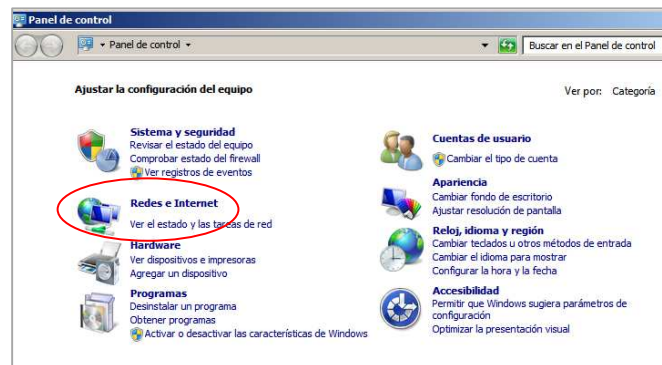 Panel de control
Panel de control
Buscar en el Panel de control
Ajustar la configuración del equipo
Ver por: Categoría
Sistema y seguridad
Revisar el estado del equipo
Comprobar estado del firewall
Ver registros de eventos
Redes e Internet
Ver el estado y las tareas de red
Hardware
Ver dispositivos e impresoras
Agregar un dispositivo
Programas
Desinstalar un programa
Obtener programas
Activar o desactivar las características de Windows
Cuentas de usuario
Cambiar el tipo de cuenta
Apariencia
Cambiar fondo de escritorio
Ajustar resolución de pantalla
Reloj, idioma y región
Cambiar teclados u otros métodos de entrada
Cambiar el idioma para mostrar
Configurar la hora y la fecha
Accesibilidad
Permitir que Windows sugiera parámetros de
configuración
Optimizar la presentación visual